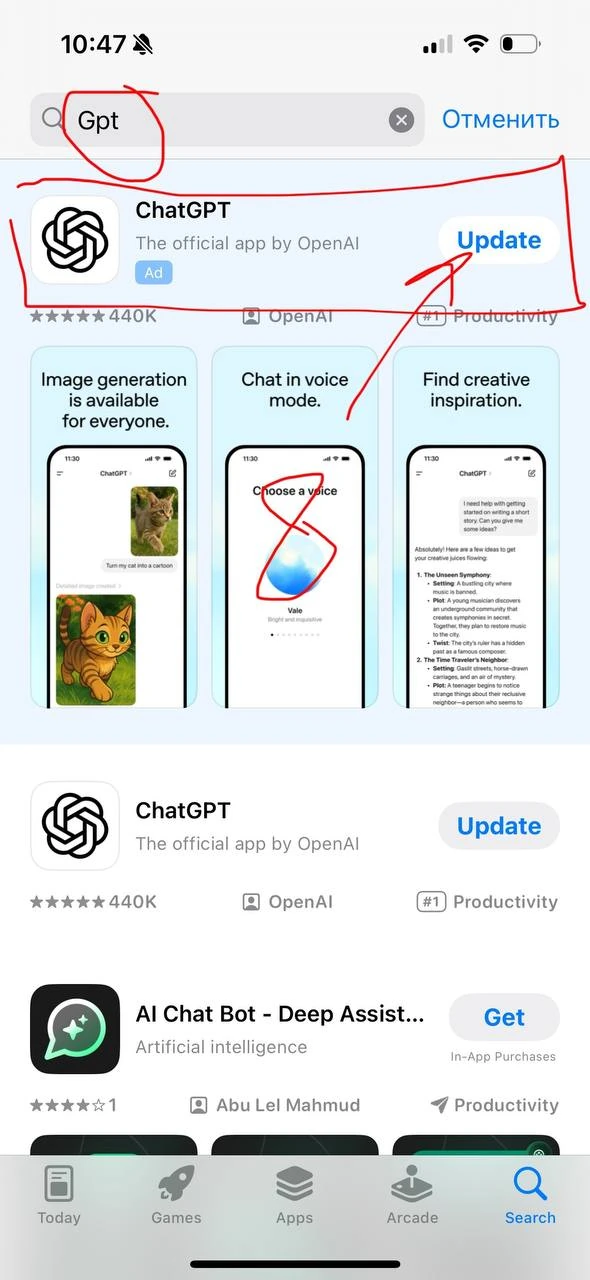 10:47
Gpt
Отменить
ChatGPT
The official app by OpenAI
Update
Ad
440K
OpenAI
#1 Productivity
Image generation
is available
for everyone.
11:30
ChatGPT
Turn my cat into a cartoon
Detailed image created
Chat in voice
mode.
11:30
Choose a voice
8
Vale
Bright and inquisitive
Find creative
inspiration.
11:30
ChatGPT
I need help with getting
started on writing a short
story. Can you give me
some ideas?
Absolutely! Here are a few ideas to get
your creative juices flowing:
1. The Unseen Symphony:
• Setting: A bustling city where
music is banned.
• Plot: A young musician discovers
an underground community that
creates symphonies in secret.
Together, they plan to restore music
to the city.
• Twist: The city's ruler has a hidden
past as a famous composer.
2. The Time Traveler's Neighbor:
• Setting: Gaslit streets, horse-drawn
carriages, and an air of mystery.
• Plot: A teenager begins to notice
strange things about their reclusive
neighbor—a person who seems to
ChatGPT
The official app by OpenAI
Update
440K
OpenAI
#1 Productivity
AI Chat Bot - Deep Assist...
Artificial intelligence
Get
In-App Purchases
1
Abu Lel Mahmud
Productivity
Today
Games
Apps
Arcade
Search